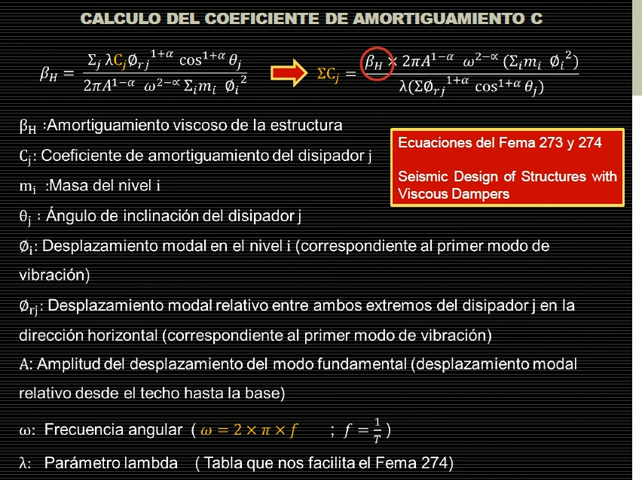 CALCULO DEL COEFICIENTE DE AMORTIGUAMIENTO C
β_H = Σ_j λC_j Ø_rj^(1+α) cos^(1+α) θ_j / 2πA^(1−α) ω^(2−∝) Σ_i m_i Ø_i^2
ΣC_j = β_H × 2πA^(1−α) ω^(2−α) (Σ_i m_i Ø_i^2) / λ(ΣØ_rj^(1+α) cos^(1+α) θ_j)
β_H :Amortiguamiento viscoso de la estructura
C_j: Coeficiente de amortiguamiento del disipador j
m_i :Masa del nivel i
Ecuaciones del Fema 273 y 274
Seismic Design of Structures with
Viscous Dampers
θ_j : Ángulo de inclinación del disipador j
Ø_i: Desplazamiento modal en el nivel i (correspondiente al primer modo de
vibración)
Ø_rj: Desplazamiento modal relativo entre ambos extremos del disipador j en la
dirección horizontal (correspondiente al primer modo de vibración)
A: Amplitud del desplazamiento del modo fundamental (desplazamiento modal
relativo desde el techo hasta la base)
ω: Frecuencia angular ( ω = 2 × π × f ; f = 1/T )
λ: Parámetro lambda ( Tabla que nos facilita el Fema 274)